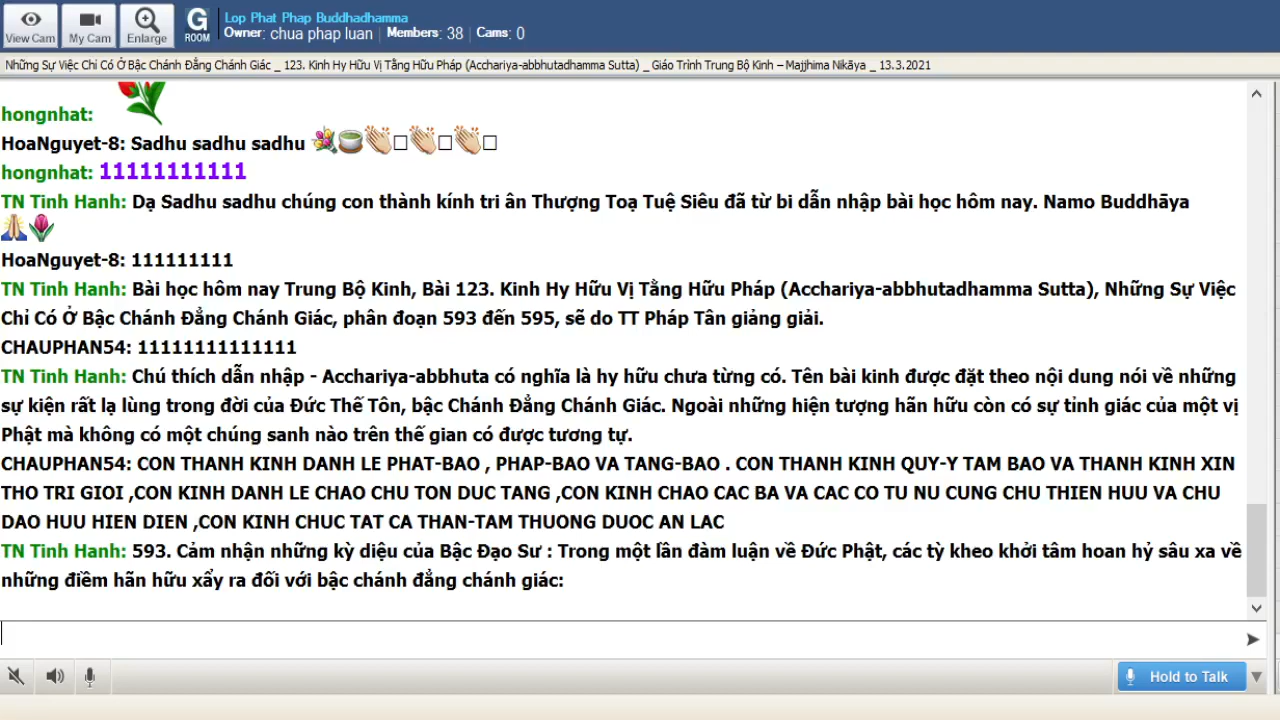 Lop Phat Phap Buddhadhamma
View Cam
My Cam
Enlarge
G ROOM
Owner: chua phap luan | Members: 38 | Cams: 0
Những Sự Việc Chỉ Có Ở Bậc Chánh Đẳng Chánh Giác _ 123. Kinh Hy Hữu Vị Tằng Hữu Pháp (Acchariya-abbhutadhamma Sutta) _ Giáo Trình Trung Bộ Kinh – Majjhima Nikāya _ 13.3.2021
hongnhat:
HoaNguyet-8: Sadhu sadhu sadhu
hongnhat: 11111111111
TN Tinh Hanh: Dạ Sadhu sadhu chúng con thành kính tri ân Thượng Toạ Tuệ Siêu đã từ bi dẫn nhập bài học hôm nay. Namo Buddhāya
HoaNguyet-8: 111111111
TN Tinh Hanh: Bài học hôm nay Trung Bộ Kinh, Bài 123. Kinh Hy Hữu Vị Tằng Hữu Pháp (Acchariya-abbhutadhamma Sutta), Những Sự Việc
Chỉ Có Ở Bậc Chánh Đẳng Chánh Giác, phân đoạn 593 đến 595, sẽ do TT Pháp Tân giảng giải.
CHAUPHAN54: 11111111111111
TN Tinh Hanh: Chú thích dẫn nhập - Acchariya-abbhuta có nghĩa là hy hữu chưa từng có. Tên bài kinh được đặt theo nội dung nói về những
sự kiện rất lạ lùng trong đời của Đức Thế Tôn, bậc Chánh Đẳng Chánh Giác. Ngoài những hiện tượng hãn hữu còn có sự tỉnh giác của một vị
Phật mà không có một chúng sanh nào trên thế gian có được tương tự.
CHAUPHAN54: CON THANH KINH DANH LE PHAT-BAO , PHAP-BAO VA TANG-BAO . CON THANH KINH QUY-Y TAM BAO VA THANH KINH XIN
THO TRI GIOI ,CON KINH DANH LE CHAO CHU TON DUC TANG ,CON KINH CHAO CAC BA VA CAC CO TU NU CUNG CHU THIEN HUU VA CHU
DAO HUU HIEN DIEN ,CON KINH CHUC TAT CA THAN-TAM THUONG DUOC AN LAC
TN Tinh Hanh: 593. Cảm nhận những kỳ diệu của Bậc Đạo Sư : Trong một lần đàm luận về Đức Phật, các tỳ kheo khởi tâm hoan hỷ sâu xa về
những điềm hãn hữu xẩy ra đối với bậc chánh đẳng chánh giác:
Hold to Talk